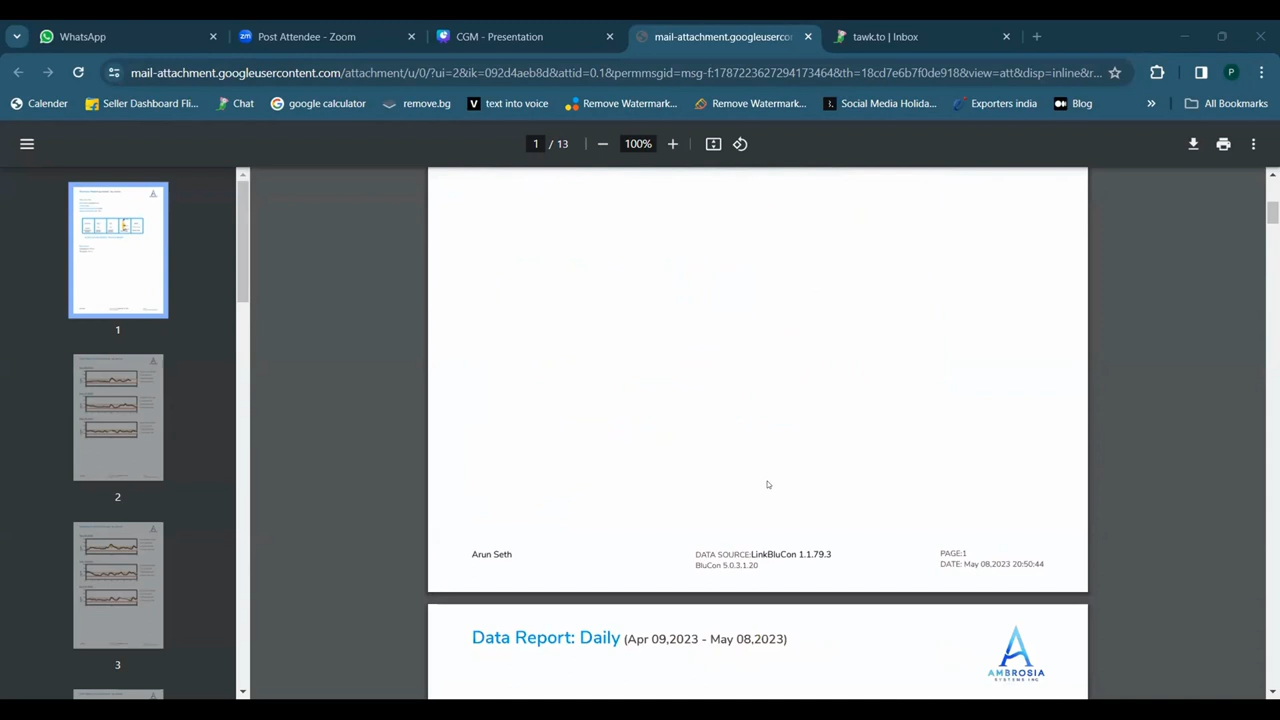 WhatsApp
zm
Post Attendee - Zoom
CGM - Presentation
mail-attachment.googleuserconte
tawk.to | Inbox
mail-attachment.googleusercontent.com/attachment/u/0/?ui=2&ik=092d4aeb8d&attid=0.1&permmsgid=msg-f:1787223627294173464&th=18cd7e6b7f0de918&view=att&disp=inline&r...
P
Calender
Seller Dashboard Fli...
Chat
google calculator
remove.bg
text into voice
Remove Watermark...
Remove Watermark...
Social Media Holida...
Exporters india
Blog
All Bookmarks
1 / 13
100%
1
2
3
Arun Seth
DATA SOURCE:LinkBluCon 1.1.79.3
BluCon 5.0.3.1.20
PAGE:1
DATE: May 08,2023 20:50:44
Data Report: Daily (Apr 09,2023 - May 08,2023)
AMBROSIA
SYSTEMS INC